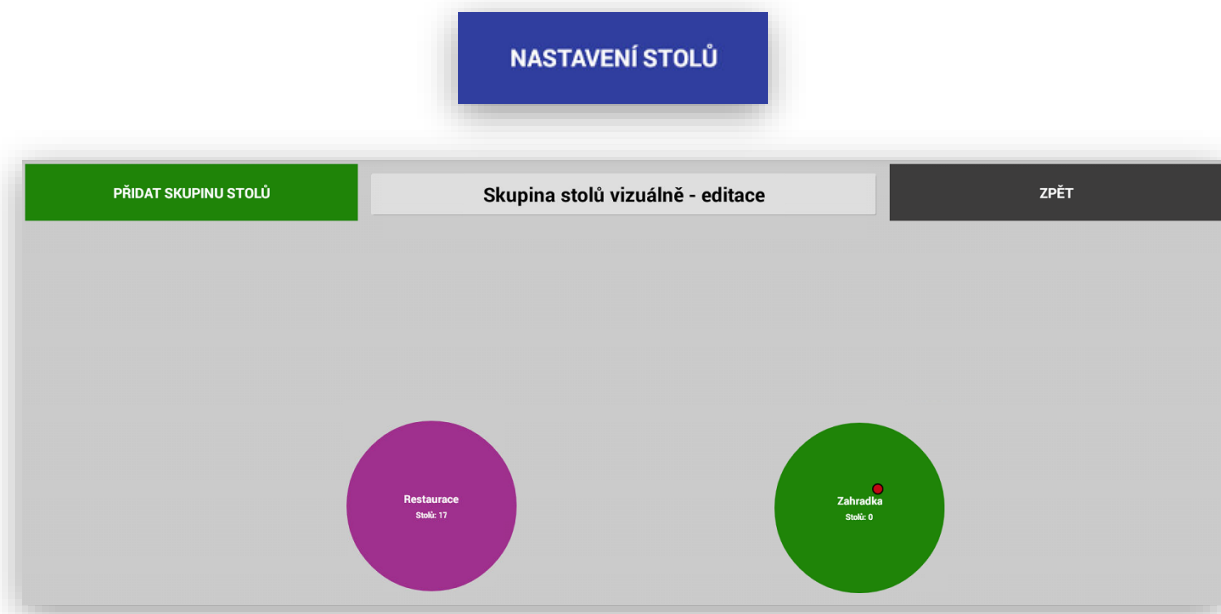 NASTAVENÍ STOLŮ
PŘIDAT SKUPINU STOLŮ
Skupina stolů vizuálně - editace
ZPĚT
Restaurace
Stolů: 17
Zahradka
Stolů: 0